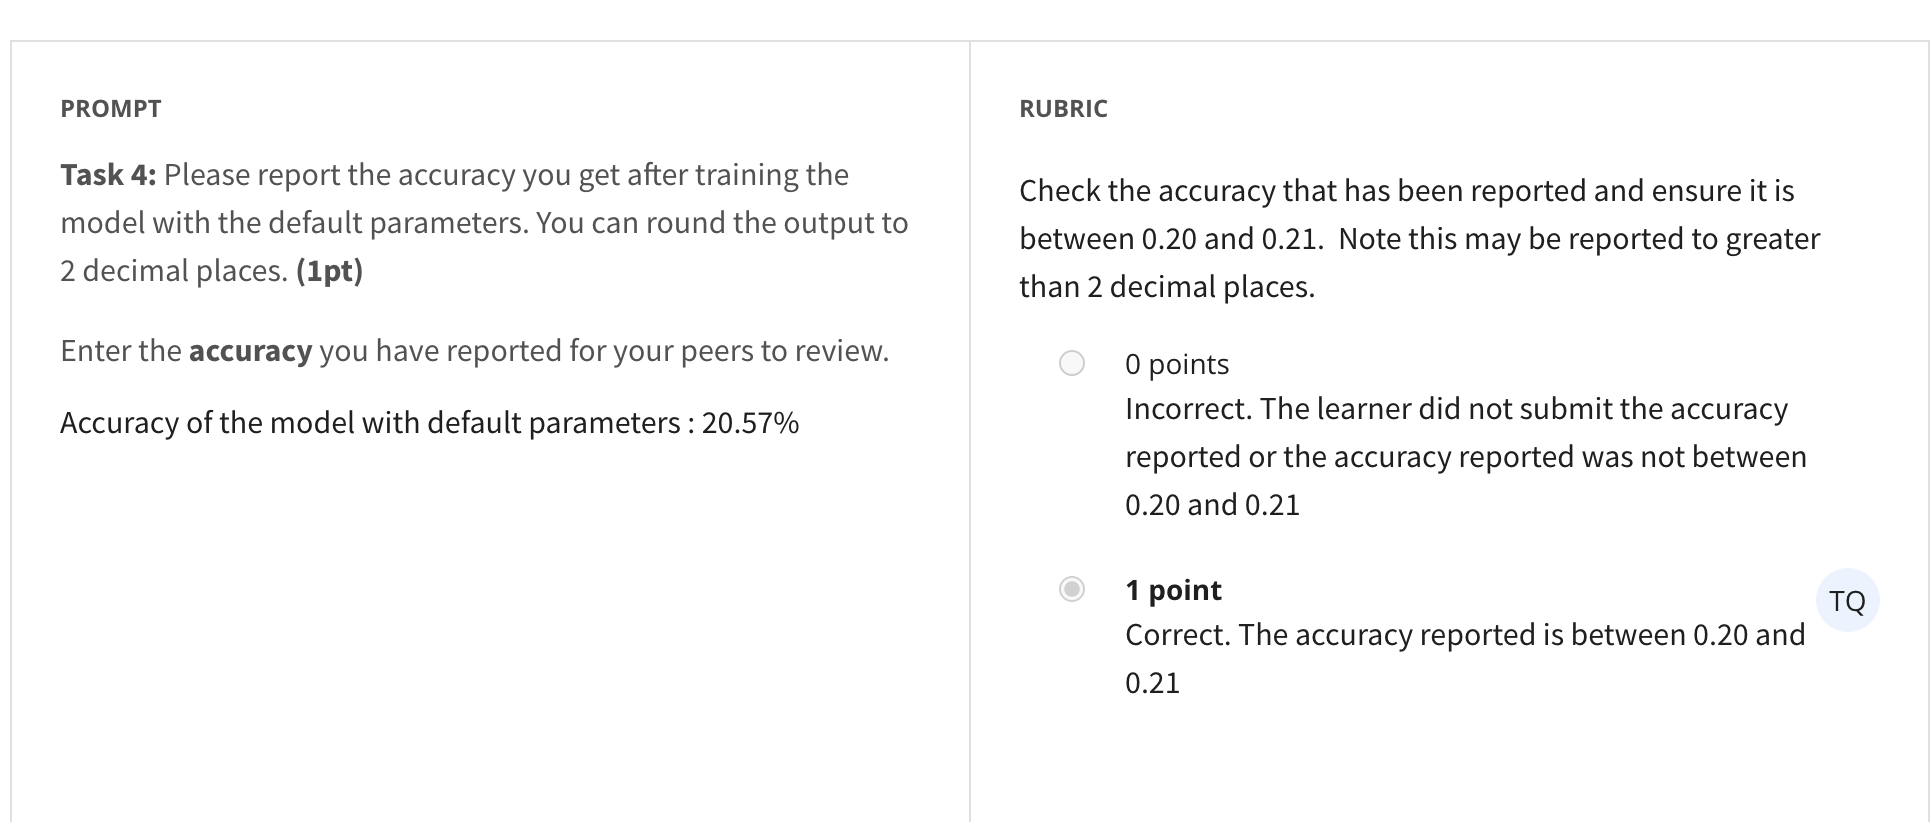 PROMPT
Task 4: Please report the accuracy you get after training the
model with the default parameters. You can round the output to
2 decimal places. (1pt)
Enter the accuracy you have reported for your peers to review.
Accuracy of the model with default parameters : 20.57%
RUBRIC
Check the accuracy that has been reported and ensure it is
between 0.20 and 0.21.  Note this may be reported to greater
than 2 decimal places.
0 points
Incorrect. The learner did not submit the accuracy
reported or the accuracy reported was not between
0.20 and 0.21
1 point
Correct. The accuracy reported is between 0.20 and
0.21
TQ